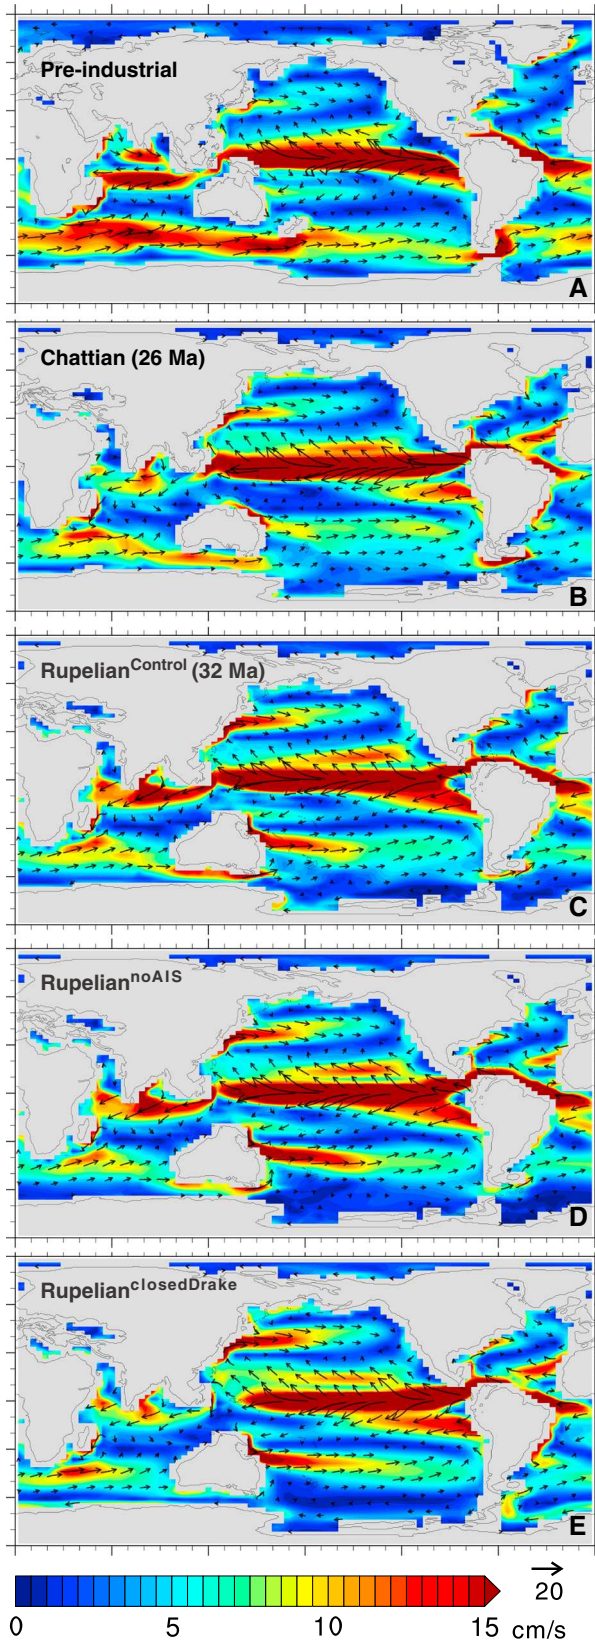 Pre-industrial
A
Chattian (26 Ma)
B
Rupelian^Control (32 Ma)
C
Rupelian^noAIS
D
Rupelian^closedDrake
E
20
0 5 10 15 cm/s